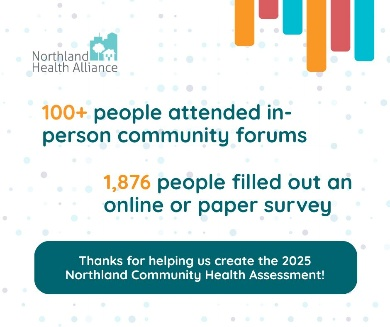 Northland
Health Alliance
100+ people attended in-
person community forums
1,876 people filled out an
online or paper survey
Thanks for helping us create the 2025
Northland Community Health Assessment!